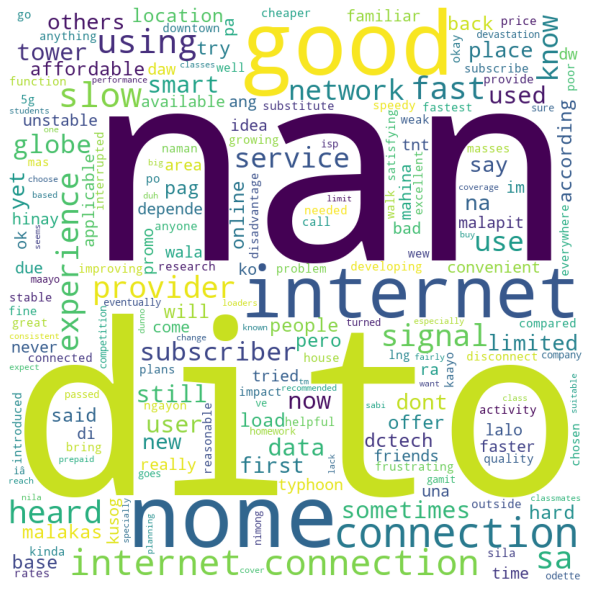 nan
dito
good
internet
none
connection
internet connection
provider
signal
slow
fast
using
network
experience
globe
service
subscriber
use
know
heard
sometimes
sa
still
user
now
data
limited
dont
tower
others
affordable
smart
place
used
say
na
yet
online
people
will
new
first
load
offer
dctech
said
di
base
malakas
kusog
really
typhoon
friends
hard
time
faster
una
lalo
ra
pero
tried
come
never
due
ok
hinay
applicable
unstable
location
try
back
familiar
available
daw
ang
idea
pag
depende
promo
wala
ko
po
area
tnt
im
bad
mahina
malapit
according
convenient
satisfying
excellent
everywhere
disadvantage
dw
poor
pa
go
cheaper
downtown
anything
function
5g
students
performance
classes
well
okay
subscribe
price
devastation
provide
fastest
sure
substitute
speedy
weak
growing
isp
masses
naman
mas
interrupted
one
big
duh
based
choose
seems
limit
needed
call
walk
coverage
buy
anyone
research
improving
problem
developing
maayo
stable
fine
great
consistent
connected
expect
eventually
competition
plans
loaders
dunno
change
known
turned
especially
fairly
compared
disconnect
company
house
impact
helpful
reasonable
recommended
tm
want
class
suitable
passed
ngayon
ve
homework
sabi
kaayo
activity
quality
chosen
introduced
bring
iâ
reach
prepaid
goes
lack
frustrating
gamit
outside
nila
kinda
rates
specially
planning
cover
nimong
sila
classmates
odette